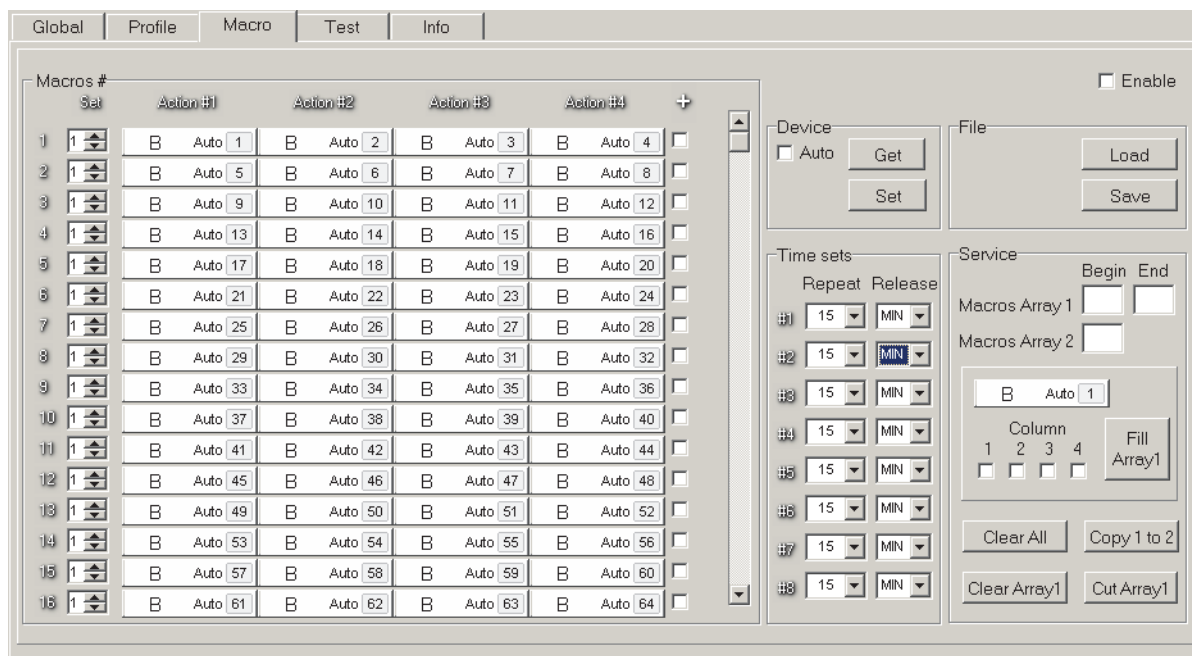 Global Profile Macro Test Info
Macros #
Enable
Set Action #1 Action #2 Action #3 Action #4 +
1 1 B Auto 1 B Auto 2 B Auto 3 B Auto 4
2 1 B Auto 5 B Auto 6 B Auto 7 B Auto 8
3 1 B Auto 9 B Auto 10 B Auto 11 B Auto 12
4 1 B Auto 13 B Auto 14 B Auto 15 B Auto 16
5 1 B Auto 17 B Auto 18 B Auto 19 B Auto 20
6 1 B Auto 21 B Auto 22 B Auto 23 B Auto 24
7 1 B Auto 25 B Auto 26 B Auto 27 B Auto 28
8 1 B Auto 29 B Auto 30 B Auto 31 B Auto 32
9 1 B Auto 33 B Auto 34 B Auto 35 B Auto 36
10 1 B Auto 37 B Auto 38 B Auto 39 B Auto 40
11 1 B Auto 41 B Auto 42 B Auto 43 B Auto 44
12 1 B Auto 45 B Auto 46 B Auto 47 B Auto 48
13 1 B Auto 49 B Auto 50 B Auto 51 B Auto 52
14 1 B Auto 53 B Auto 54 B Auto 55 B Auto 56
15 1 B Auto 57 B Auto 58 B Auto 59 B Auto 60
16 1 B Auto 61 B Auto 62 B Auto 63 B Auto 64
Device
Auto Get
Set
File
Load
Save
Time sets
Repeat Release
#1 15 MIN
#2 15 MIN
#3 15 MIN
#4 15 MIN
#5 15 MIN
#6 15 MIN
#7 15 MIN
#8 15 MIN
Service
Begin End
Macros Array 1
Macros Array 2
B Auto 1
Column
1 2 3 4
Fill
Array1
Clear All Copy 1 to 2
Clear Array1 Cut Array1